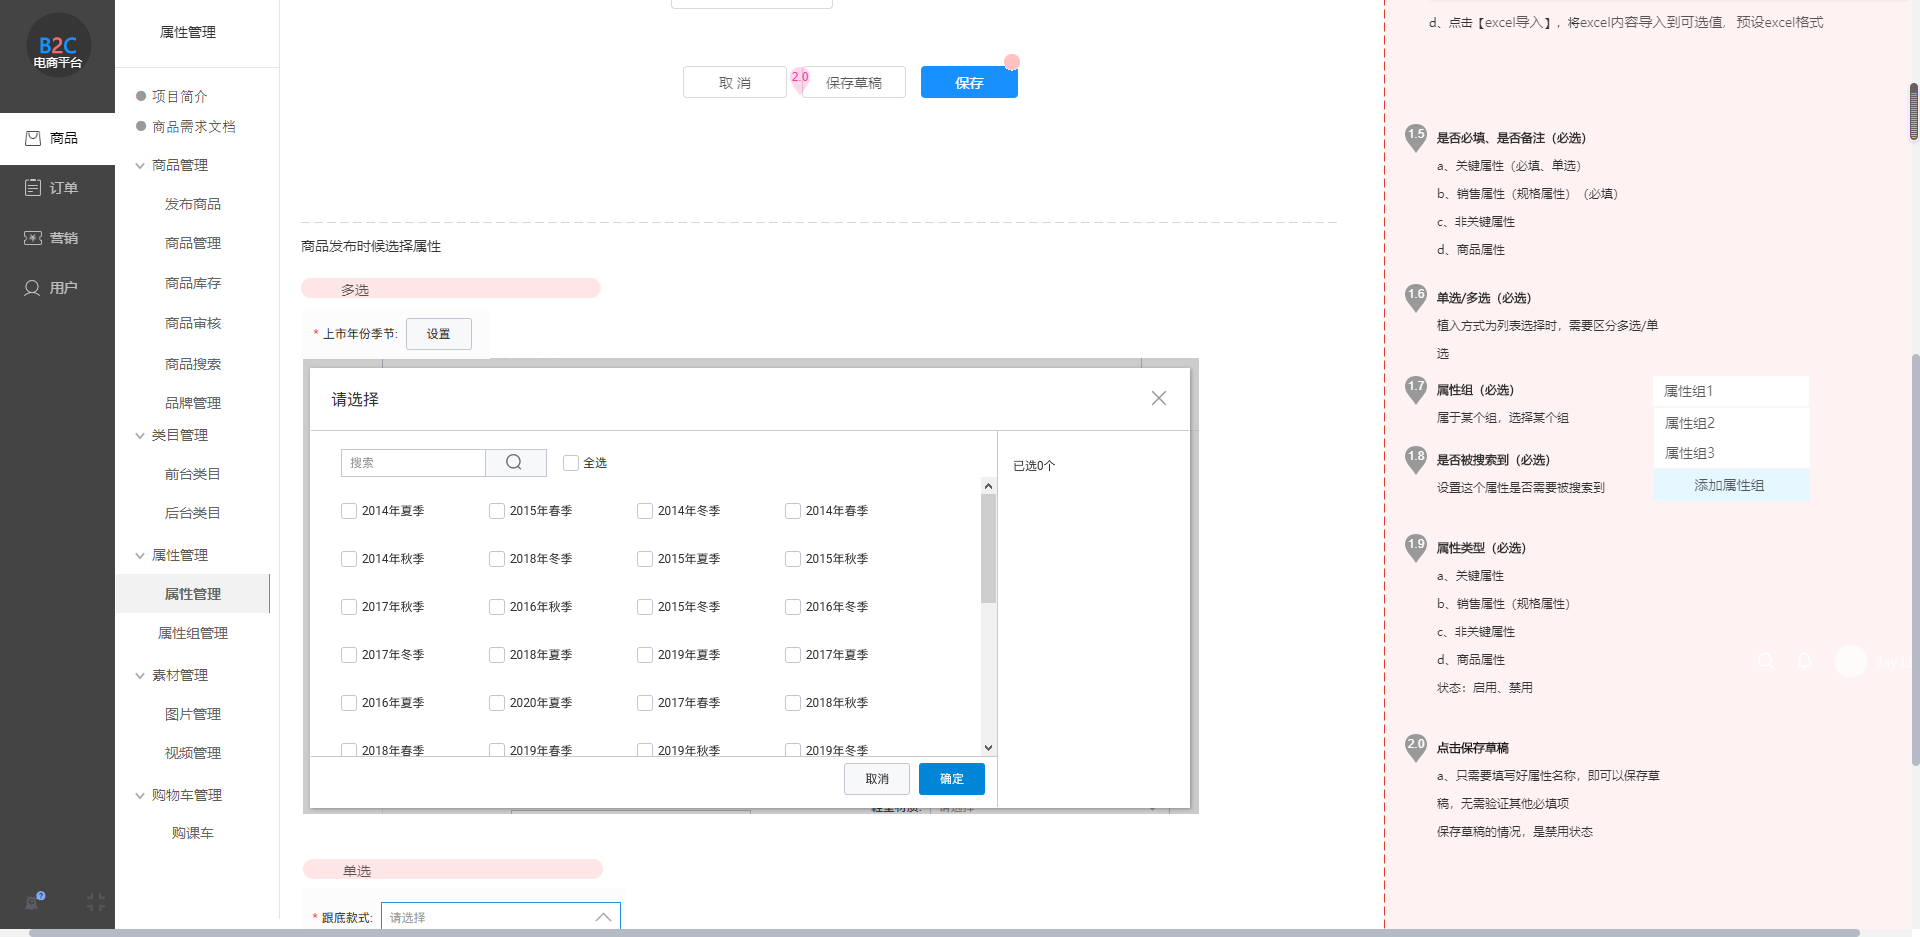 B2C
电商平台
商品
订单
营销
用户
属性管理
项目简介
商品需求文档
商品管理
发布商品
商品管理
商品库存
商品审核
商品搜索
品牌管理
类目管理
前台类目
后台类目
属性管理
属性管理
属性组管理
素材管理
图片管理
视频管理
购物车管理
购课车
取 消
2.0
保存草稿
保存
商品发布时候选择属性
多选
* 上市年份季节:
设置
请选择
搜索
全选
已选0个
2014年夏季 2015年春季 2014年冬季 2014年春季
2014年秋季 2018年冬季 2015年夏季 2015年秋季
2017年秋季 2016年秋季 2015年冬季 2016年冬季
2017年冬季 2018年夏季 2019年夏季 2017年夏季
2016年夏季 2020年夏季 2017年春季 2018年秋季
2018年春季 2019年春季 2019年秋季 2019年冬季
取消
确定
单选
* 跟底款式:
请选择
d、点击【excel导入】，将excel内容导入到可选值，预设excel格式
1.5
是否必填、是否备注（必选）
a、关键属性（必填、单选）
b、销售属性（规格属性）（必填）
c、非关键属性
d、商品属性
1.6
单选/多选（必选）
植入方式为列表选择时，需要区分多选/单
选
1.7
属性组（必选）
属于某个组，选择某个组
属性组1
属性组2
属性组3
添加属性组
1.8
是否被搜索到（必选）
设置这个属性是否需要被搜索到
1.9
属性类型（必选）
a、关键属性
b、销售属性（规格属性）
c、非关键属性
d、商品属性
状态：启用、禁用
2.0
点击保存草稿
a、只需要填写好属性名称，即可以保存草
稿，无需验证其他必填项
保存草稿的情况，是禁用状态